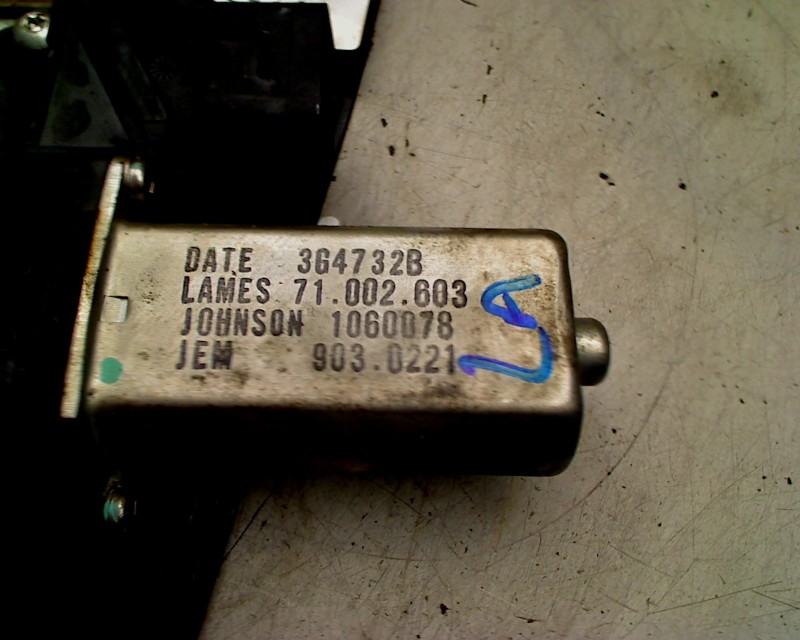 DATE 3G4732B
LAMES 71.002.603
JOHNSON 1060078
JEM 903.0221